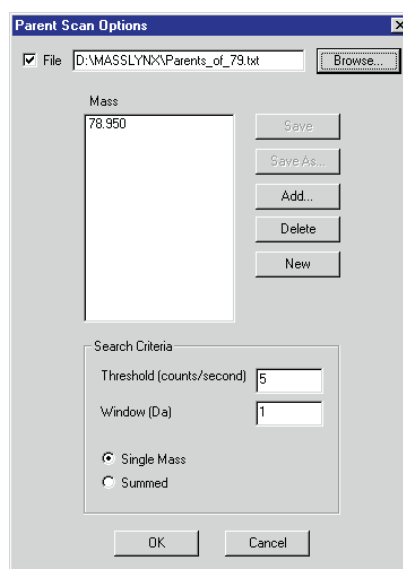 Parent Scan Options
File D:\MASSLYNX\Parents_of_79.txt Browse...
Mass
78.950
Save
Save As...
Add...
Delete
New
Search Criteria
Threshold (counts/second) 5
Window (Da) 1
Single Mass
Summed
OK Cancel